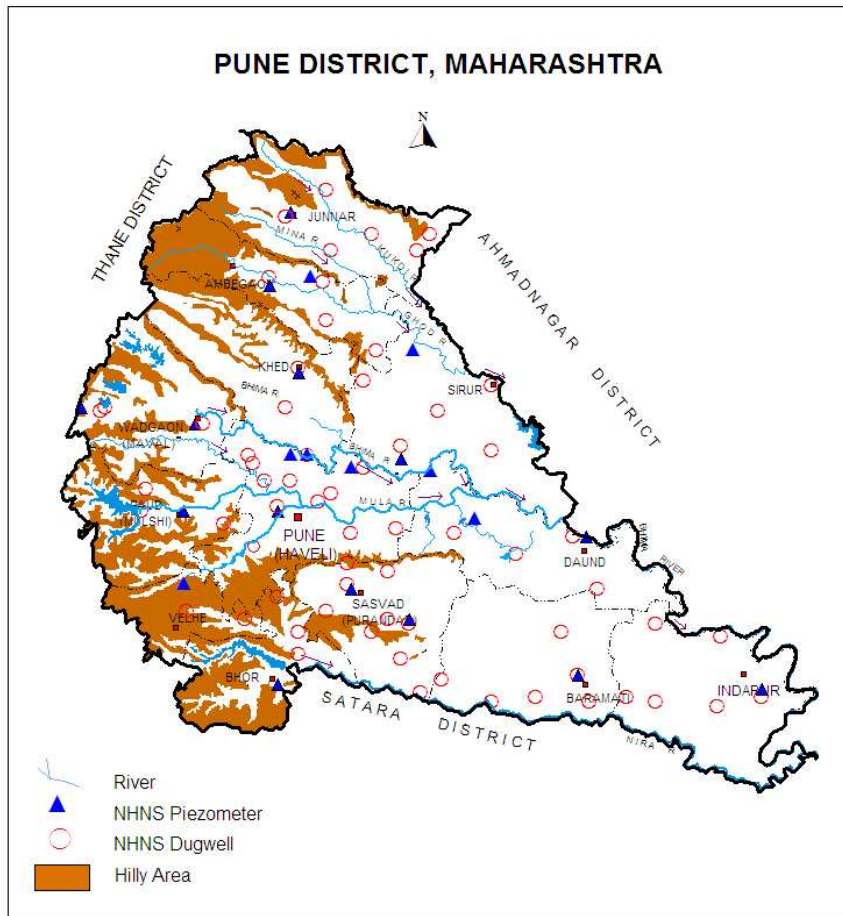 PUNE DISTRICT, MAHARASHTRA
N
THANE DISTRICT
JUNNAR
MINA R.
KUKDI R.
AHMADNAGAR DISTRICT
AMBEGAON
GHOD R.
KHED
SIRUR
BHIMA R.
WADGAON
(MAVAL)
BHIMA R.
PAUD
(MULSHI)
MULA R.
PUNE
(HAVELI)
DAUND
RIVER
SASVAD
(PURANDAR)
VELHE
BHOR
BARAMATI
INDAPUR
SATARA DISTRICT
NIRA R
River
NHNS Piezometer
NHNS Dugwell
Hilly Area